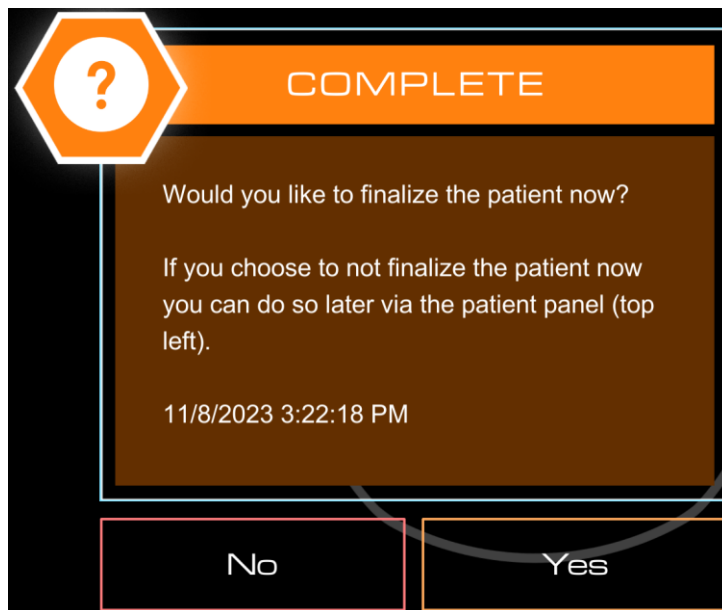 ?
COMPLETE
Would you like to finalize the patient now?
If you choose to not finalize the patient now
you can do so later via the patient panel (top
left).
11/8/2023 3:22:18 PM
No
Yes